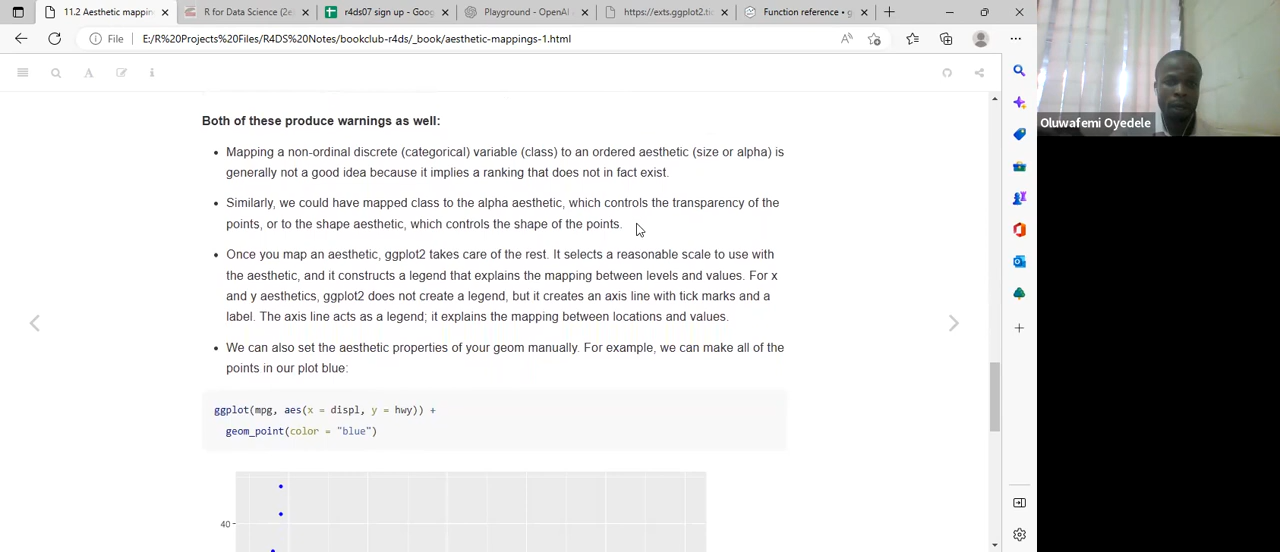 11.2 Aesthetic mappin
R for Data Science (2e
r4ds07 sign up - Goog
Playground - OpenAI
https://exts.ggplot2.tid
Function reference • g
File
E:/R%20Projects%20Files/R4DS%20Notes/bookclub-r4ds/_book/aesthetic-mappings-1.html
Oluwafemi Oyedele
Both of these produce warnings as well:
• Mapping a non-ordinal discrete (categorical) variable (class) to an ordered aesthetic (size or alpha) is
generally not a good idea because it implies a ranking that does not in fact exist.
• Similarly, we could have mapped class to the alpha aesthetic, which controls the transparency of the
points, or to the shape aesthetic, which controls the shape of the points.
• Once you map an aesthetic, ggplot2 takes care of the rest. It selects a reasonable scale to use with
the aesthetic, and it constructs a legend that explains the mapping between levels and values. For x
and y aesthetics, ggplot2 does not create a legend, but it creates an axis line with tick marks and a
label. The axis line acts as a legend; it explains the mapping between locations and values.
• We can also set the aesthetic properties of your geom manually. For example, we can make all of the
points in our plot blue:
ggplot(mpg, aes(x = displ, y = hwy)) +
geom_point(color = "blue")
40